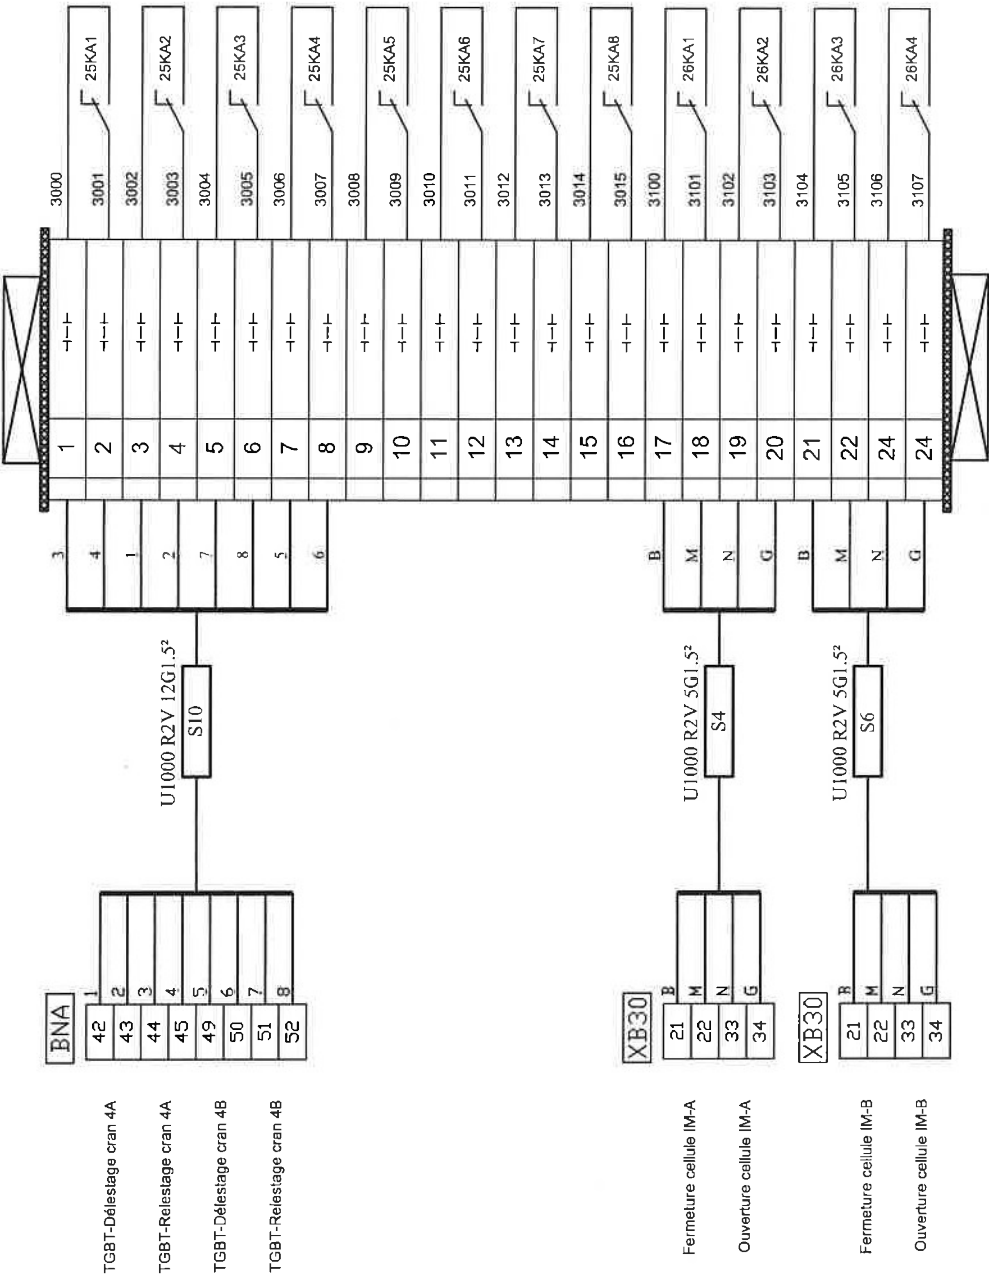 25KA1
25KA2
25KA3
25KA4
25KA5
25KA6
25KA7
25KA8
26KA1
26KA2
26KA3
26KA4
3000
3001
3002
3003
3004
3005
3006
3007
3008
3009
3010
3011
3012
3013
3014
3015
3100
3101
3102
3103
3104
3105
3106
3107
1
2
3
4
5
6
7
8
9
10
11
12
13
14
15
16
17
18
19
20
21
22
24
24
3
4
1
2
7
8
5
6
B
M
N
G
B
M
N
G
U1000 R2V 12G1.5²
S10
U1000 R2V 5G1.5²
S4
U1000 R2V 5G1.5²
S6
BNA
1
2
3
4
5
6
7
8
42
43
44
45
49
50
51
52
XB30
B
M
N
G
21
22
33
34
XB30
B
M
N
G
21
22
33
34
TGBT-Délestage cran 4A
TGBT-Relestage cran 4A
TGBT-Délestage cran 4B
TGBT-Relestage cran 4B
Fermeture cellule IM-A
Ouverture cellule IM-A
Fermeture cellule IM-B
Ouverture cellule IM-B